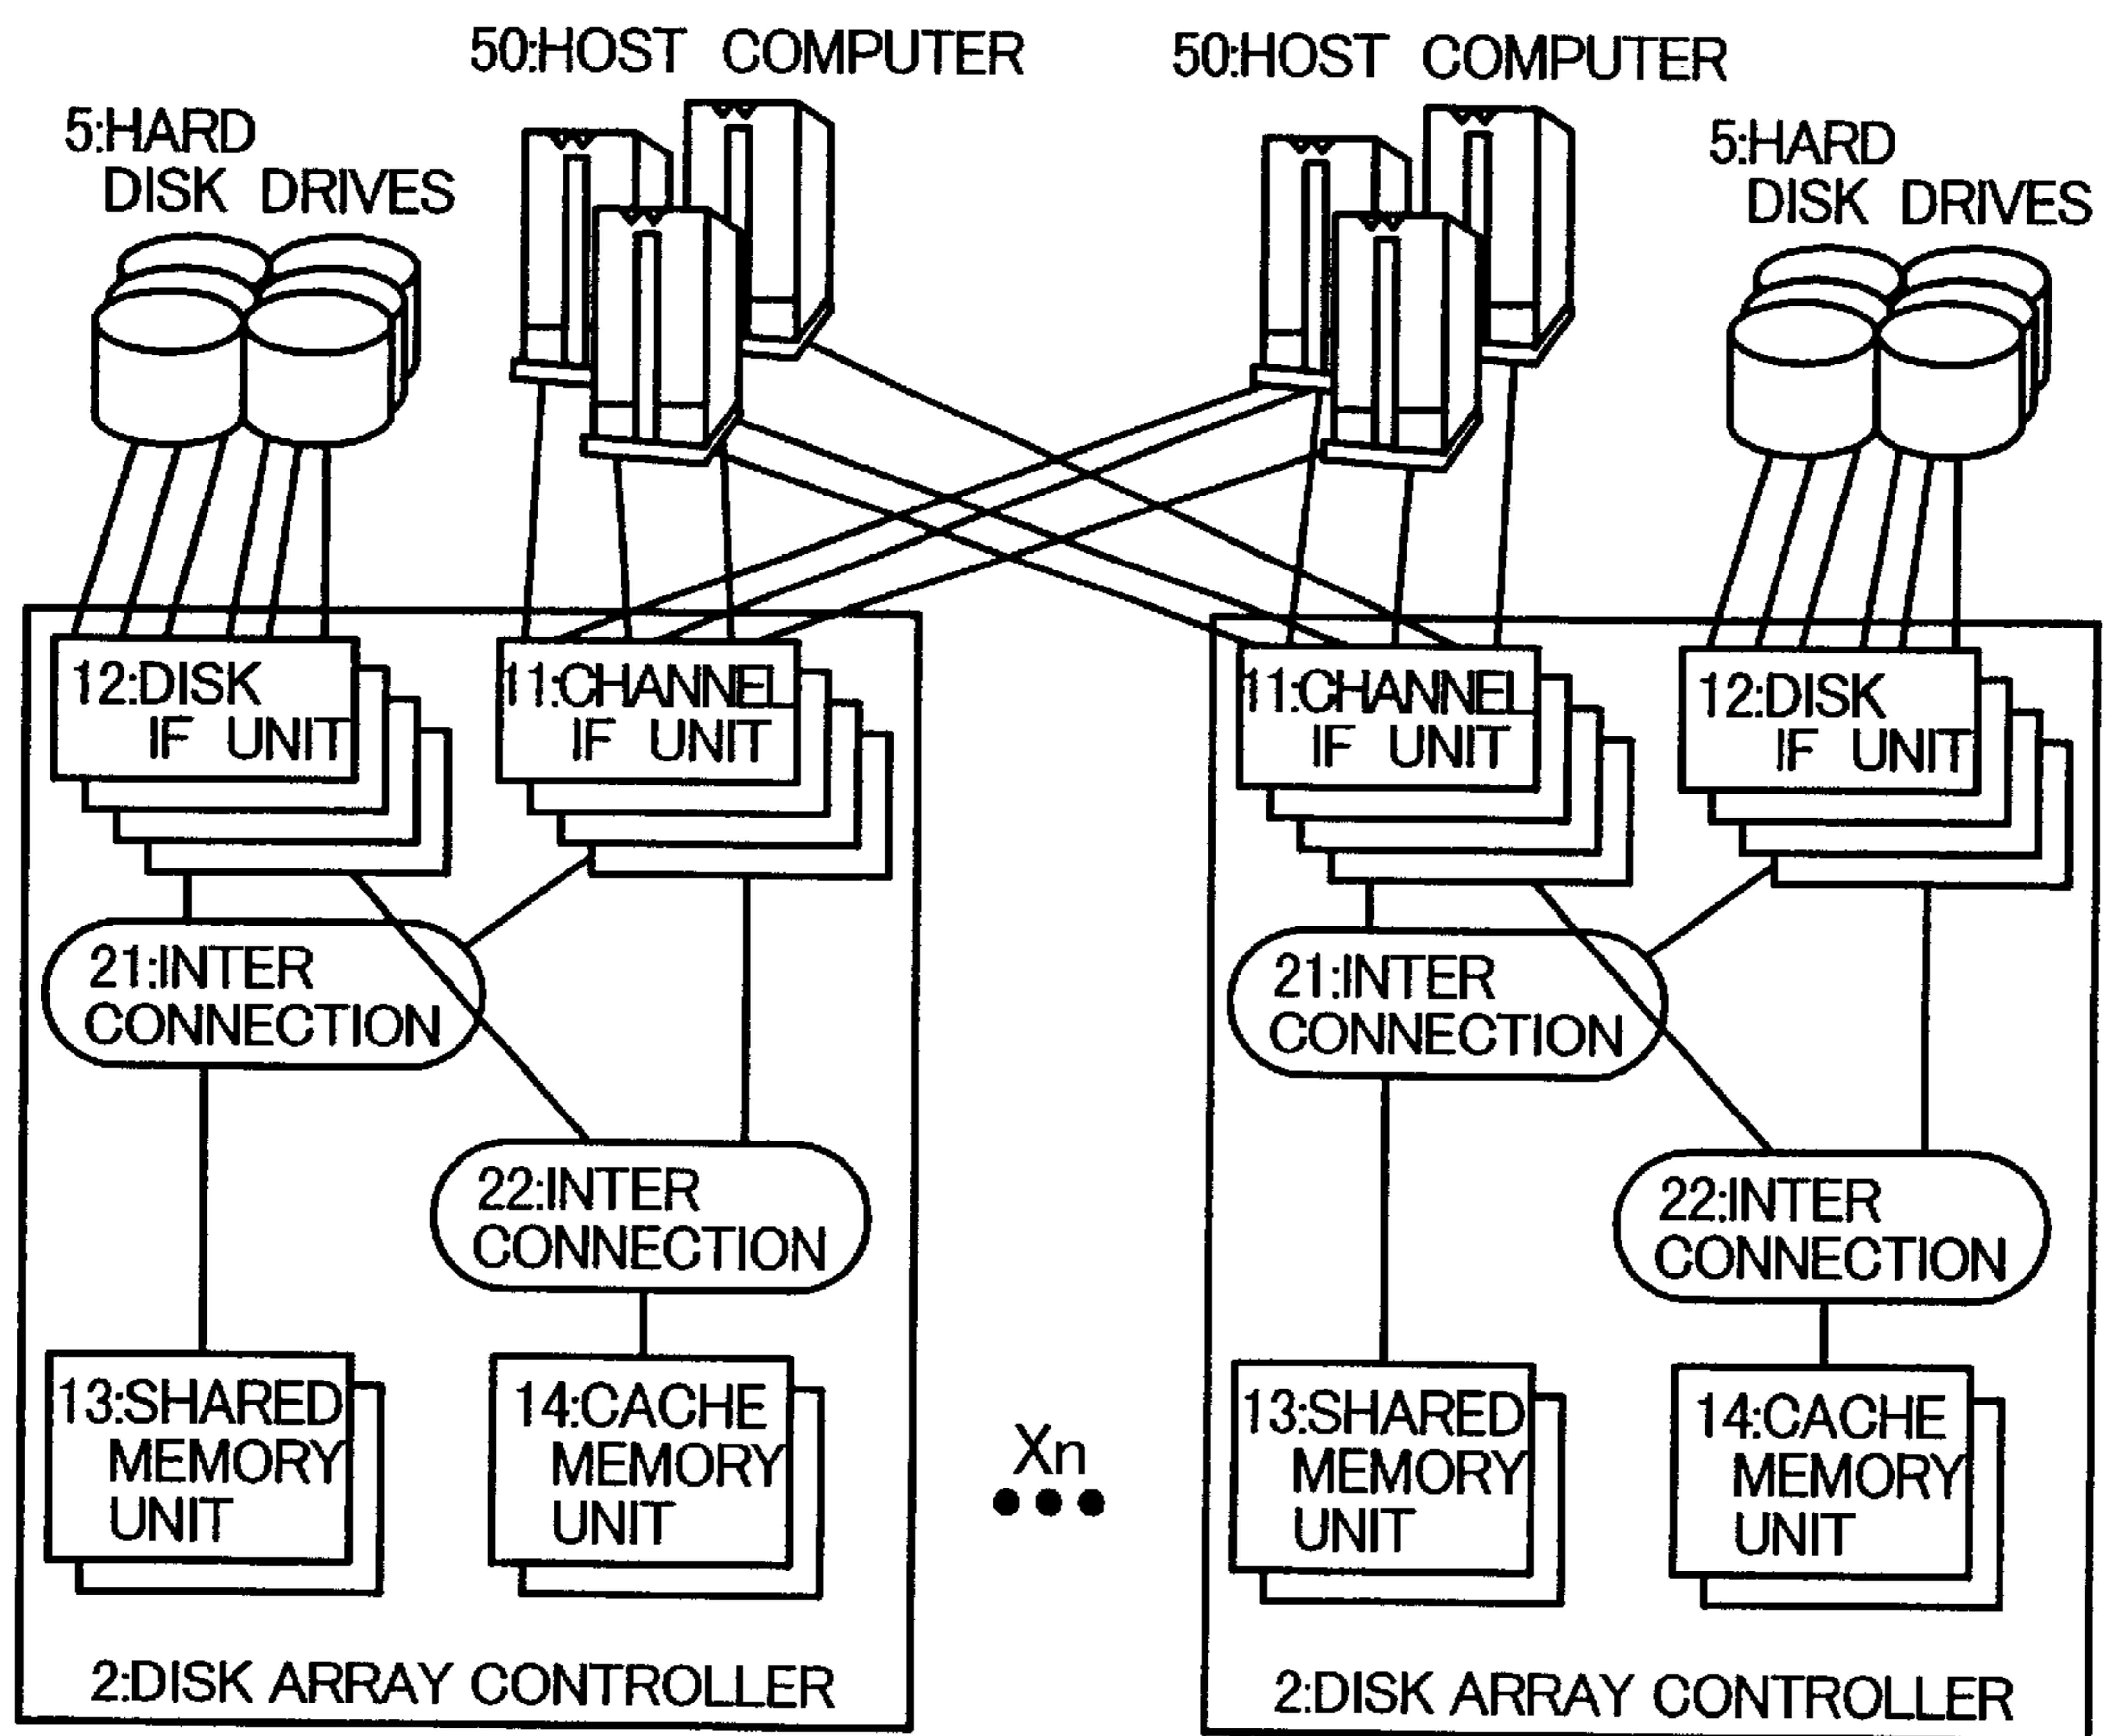 50:HOST COMPUTER
50:HOST COMPUTER
5:HARD
DISK DRIVES
5:HARD
DISK DRIVES
12:DISK
IF UNIT
11:CHANNEL
IF UNIT
11:CHANNEL
IF UNIT
12:DISK
IF UNIT
21:INTER
CONNECTION
21:INTER
CONNECTION
22:INTER
CONNECTION
22:INTER
CONNECTION
13:SHARED
MEMORY
UNIT
14:CACHE
MEMORY
UNIT
Xn
●●●
13:SHARED
MEMORY
UNIT
14:CACHE
MEMORY
UNIT
2:DISK ARRAY CONTROLLER
2:DISK ARRAY CONTROLLER